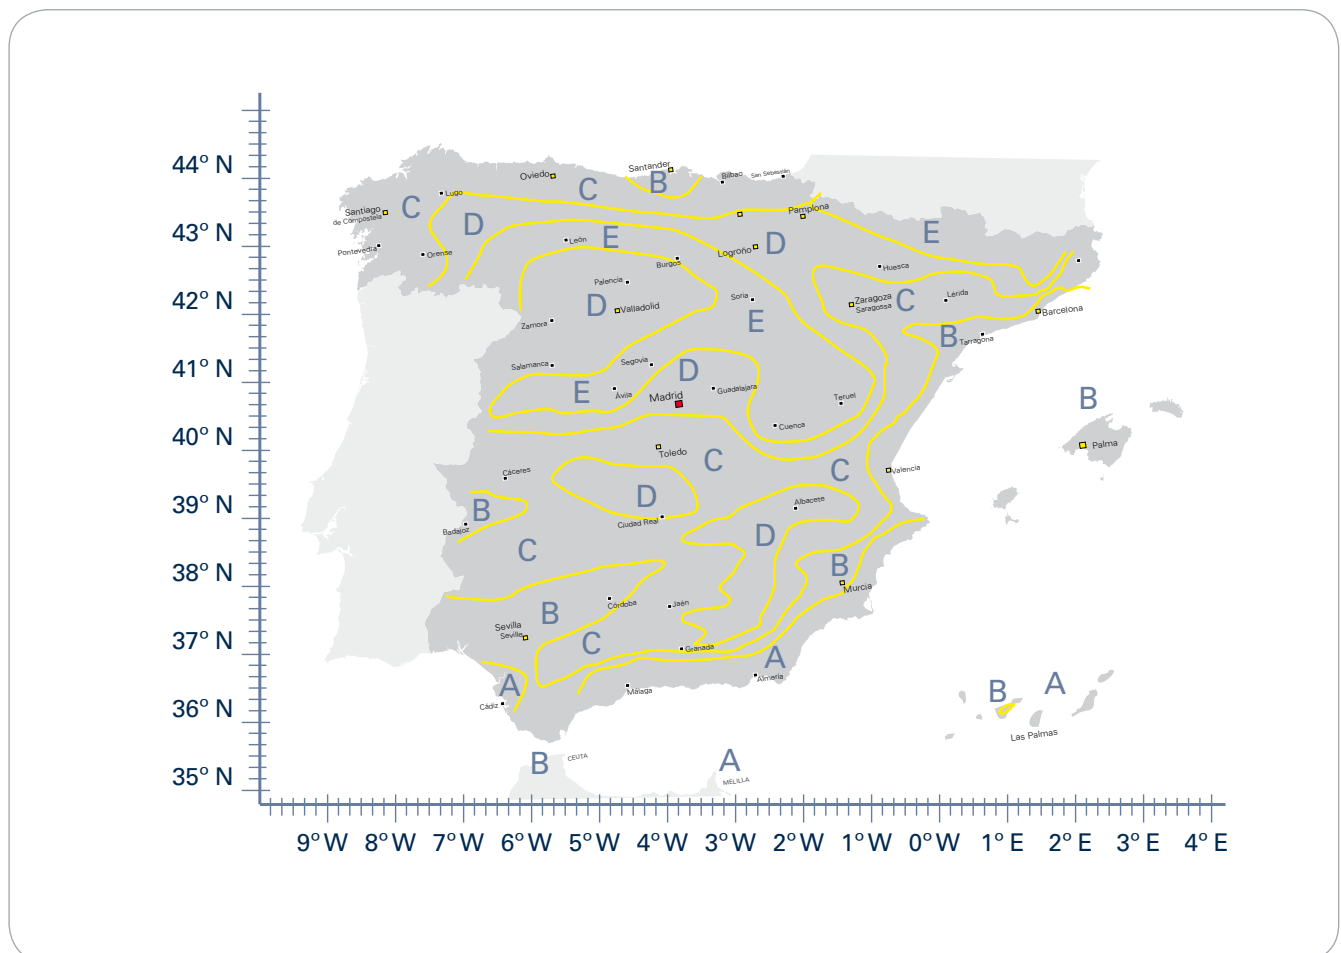 44° N
43° N
42° N
41° N
40° N
39° N
38° N
37° N
36° N
35° N
9° W 8° W 7° W 6° W 5° W 4° W 3° W 2° W 1° W 0° W 1° E 2° E 3° E 4° E
Santander
Oviedo
Bilbao
San Sebastián
C
B
Lugo
C
Santiago
de Compostela
D
Pamplona
E
León
E
Logroño
D
Pontevedra
Orense
Burgos
Huesca
Palencia
Soria
Zaragoza
Saragossa
C
Lérida
D
Valladolid
Barcelona
Zamora
E
B
Tarragona
Salamanca
Segovia
D
E
Ávila
Madrid
Guadalajara
Teruel
B
Cuenca
Palma
Toledo
C
C
Valencia
Cáceres
D
Albacete
B
Badajoz
Ciudad Real
D
C
B
Murcia
Córdoba
Jaén
B
Sevilla
Seville
C
Granada
A
Almería
A
Málaga
Cádiz
B
A
Las Palmas
B
CEUTA
A
MELILLA